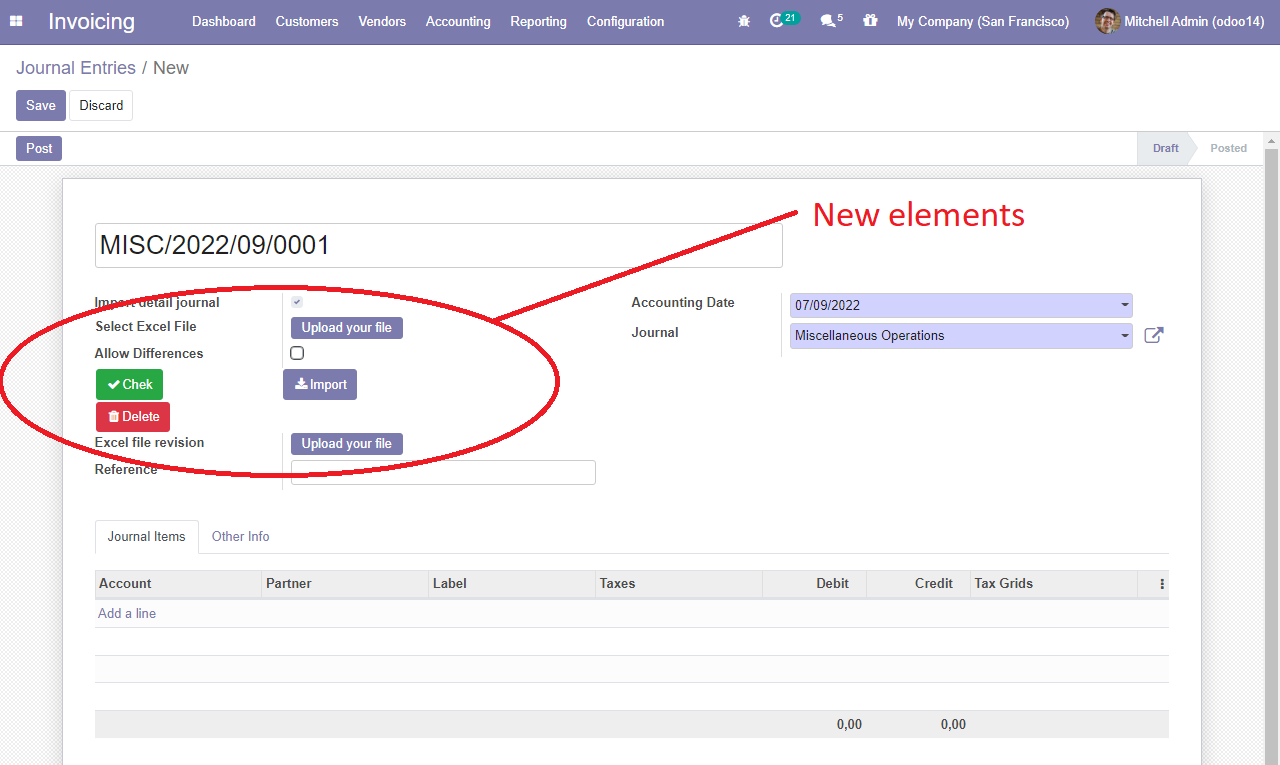 Invoicing Dashboard Customers Vendors Accounting Reporting Configuration 21 5 My Company (San Francisco) Mitchell Admin (odoo14)
Journal Entries / New
Save Discard
Post Draft Posted
New elements
MISC/2022/09/0001
Import detail journal Accounting Date 07/09/2022
Select Excel File Upload your file Journal Miscellaneous Operations
Allow Differences
Chek Import
Delete
Excel file revision Upload your file
Reference
Journal Items Other Info
Account Partner Label Taxes Debit Credit Tax Grids
Add a line
0,00 0,00